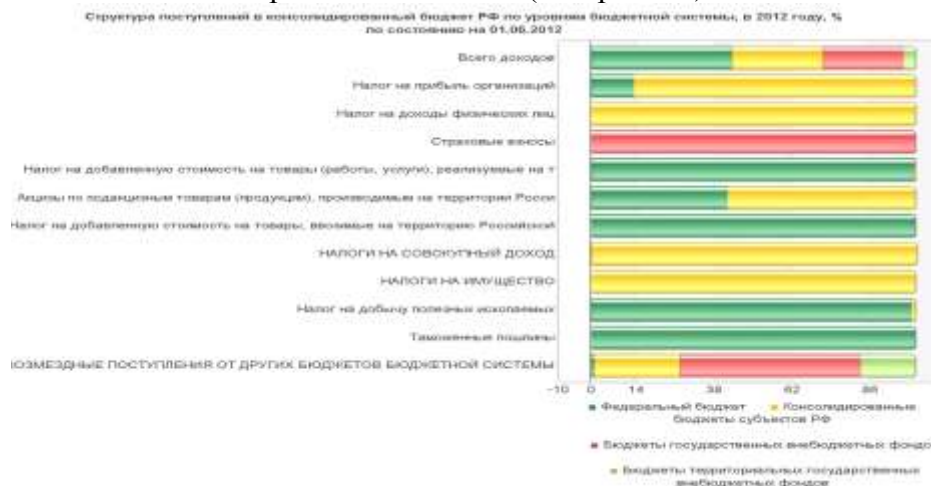 Структура поступлений в консолидированный бюджет РФ по уровням бюджетной системы, в 2012 году, %
по состоянию на 01.06.2012
Всего доходов
Налог на прибыль организаций
Налог на доходы физических лиц
Страховые взносы
Налог на добавленную стоимость на товары (работы, услуги), реализуемые на т
Акцизы по подакцизным товарам (продукции), производимым на территории Росси
Налог на добавленную стоимость на товары, ввозимые на территорию Российской
НАЛОГИ НА СОВОКУПНЫЙ ДОХОД
НАЛОГИ НА ИМУЩЕСТВО
Налог на добычу полезных ископаемых
Таможенные пошлины
ВОЗМЕЗДНЫЕ ПОСТУПЛЕНИЯ ОТ ДРУГИХ БЮДЖЕТОВ БЮДЖЕТНОЙ СИСТЕМЫ
-10 0 14 38 62 86
Федеральный бюджет Консолидированные
бюджеты субъектов РФ
Бюджеты государственных внебюджетных фондо
Бюджеты территориальных государственных
внебюджетных фондов